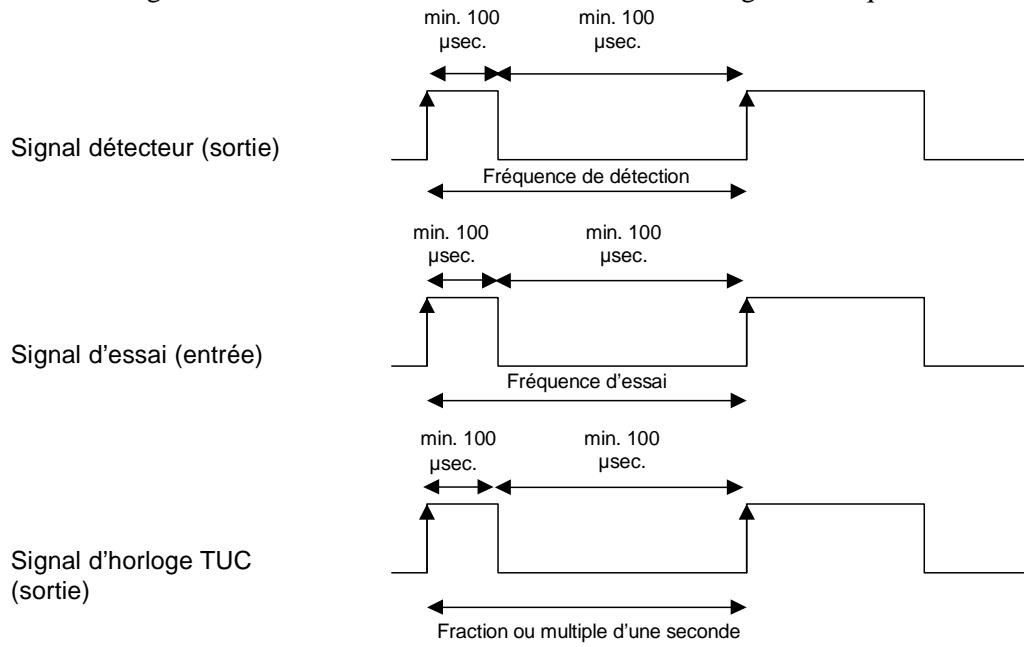 min. 100 min. 100
µsec. µsec.
Signal détecteur (sortie)
Fréquence de détection
min. 100 min. 100
µsec. µsec.
Signal d’essai (entrée)
Fréquence d’essai
min. 100 min. 100
µsec. µsec.
Signal d’horloge TUC
(sortie)
Fraction ou multiple d’une seconde